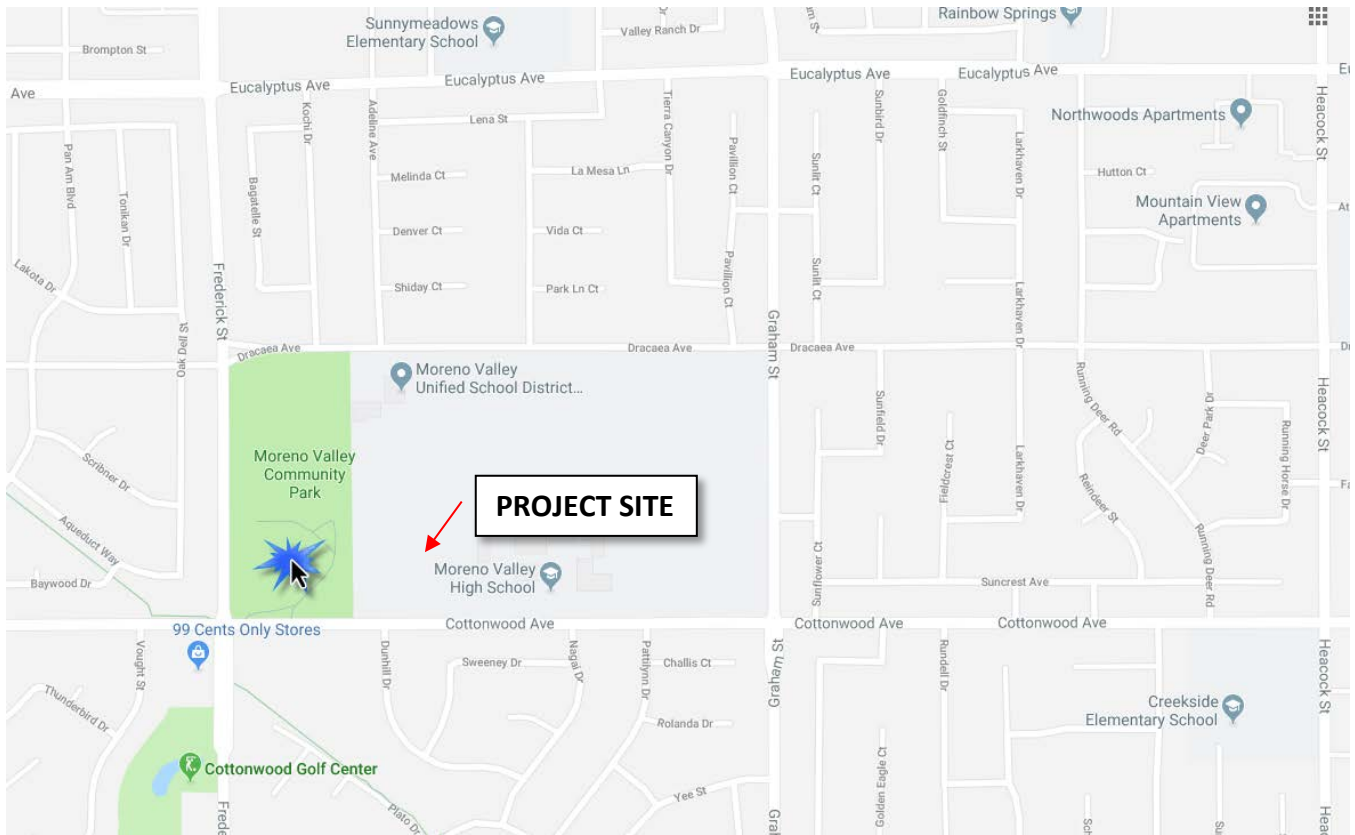 Sunnymeadows
Elementary School
Valley Ranch Dr
Rainbow Springs
Brompton St
Eucalyptus Ave
Eucalyptus Ave
Eucalyptus Ave
Eucalyptus Ave
Ave
Kochi Dr
Adeline Ave
Lena St
Tierra Canyon Dr
Sunbird Dr
Goldfinch St
Heacock St
Northwoods Apartments
Pan Am Blvd
Tonikan Dr
Bagatelle St
Melinda Ct
La Mesa Ln
Pavillion Ct
Sunlit Ct
Larkhaven Dr
Hutton Ct
Mountain View
Apartments
Denver Ct
Vida Ct
Pavillion Ct
Sunlit Ct
Lakota Dr
Frederick St
Shiday Ct
Park Ln Ct
Larkhaven Dr
Oak Dell St
Graham St
Dracaea Ave
Dracaea Ave
Dracaea Ave
Moreno Valley
Unified School District...
Running Deer Rd
Deer Park Dr
Heacock St
Sunfield Dr
Fieldcrest Ct
Larkhaven Dr
Running Horse Dr
Scribner Dr
Moreno Valley
Community
Park
PROJECT SITE
Reindeer St
Aqueduct Way
Running Deer Rd
Baywood Dr
Moreno Valley
High School
Sunflower Ct
Suncrest Ave
99 Cents Only Stores
Cottonwood Ave
Cottonwood Ave
Cottonwood Ave
Vought St
Dunhill Dr
Sweeney Dr
Nagai Dr
Pattilynn Dr
Challis Ct
Graham St
Rundell Dr
Heacock St
Thunderbird Dr
Rolanda Dr
Creekside
Elementary School
Cottonwood Golf Center
Golden Eagle Ct
Yee St
Plato Dr